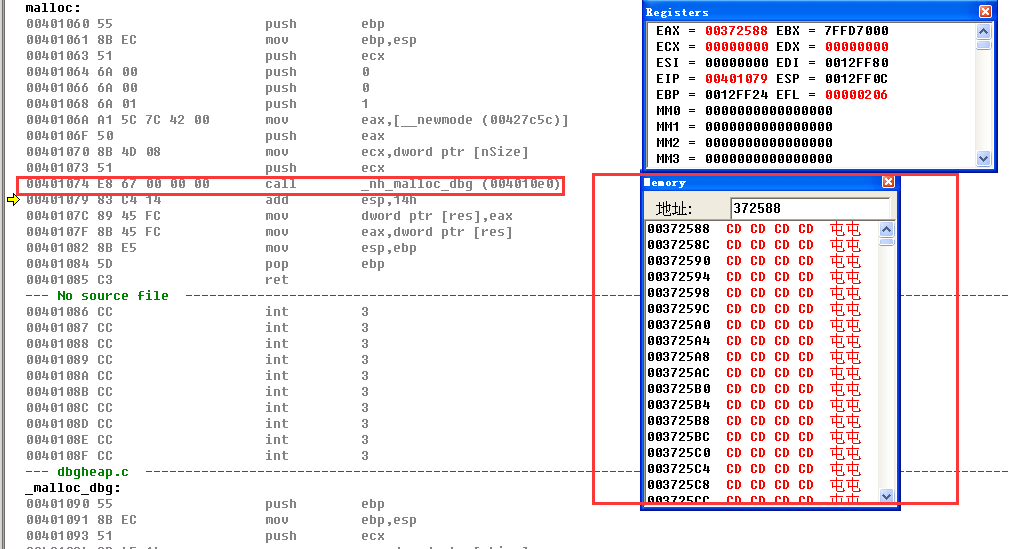 malloc:
00401060 55 push ebp
00401061 8B EC mov ebp,esp
00401063 51 push ecx
00401064 6A 00 push 0
00401066 6A 00 push 0
00401068 6A 01 push 1
0040106A A1 5C 7C 42 00 mov eax,[__newmode (00427c5c)]
0040106F 50 push eax
00401070 8B 4D 08 mov ecx,dword ptr [nSize]
00401073 51 push ecx
00401074 E8 67 00 00 00 call _nh_malloc_dbg (004010e0)
00401079 83 C4 14 add esp,14h
0040107C 89 45 FC mov dword ptr [res],eax
0040107F 8B 45 FC mov eax,dword ptr [res]
00401082 8B E5 mov esp,ebp
00401084 5D pop ebp
00401085 C3 ret
--- No source file
00401086 CC int 3
00401087 CC int 3
00401088 CC int 3
00401089 CC int 3
0040108A CC int 3
0040108B CC int 3
0040108C CC int 3
0040108D CC int 3
0040108E CC int 3
0040108F CC int 3
--- dbgheap.c
_malloc_dbg:
00401090 55 push ebp
00401091 8B EC mov ebp,esp
00401093 51 push ecx
Registers
EAX = 00372588 EBX = 7FFD7000
ECX = 00000000 EDX = 00000000
ESI = 00000000 EDI = 0012FF80
EIP = 00401079 ESP = 0012FF0C
EBP = 0012FF24 EFL = 00000206
MM0 = 0000000000000000
MM1 = 0000000000000000
MM2 = 0000000000000000
MM3 = 0000000000000000
Memory
地址: 372588
00372588 CD CD CD CD 屯屯
0037258C CD CD CD CD 屯屯
00372590 CD CD CD CD 屯屯
00372594 CD CD CD CD 屯屯
00372598 CD CD CD CD 屯屯
0037259C CD CD CD CD 屯屯
003725A0 CD CD CD CD 屯屯
003725A4 CD CD CD CD 屯屯
003725A8 CD CD CD CD 屯屯
003725AC CD CD CD CD 屯屯
003725B0 CD CD CD CD 屯屯
003725B4 CD CD CD CD 屯屯
003725B8 CD CD CD CD 屯屯
003725BC CD CD CD CD 屯屯
003725C0 CD CD CD CD 屯屯
003725C4 CD CD CD CD 屯屯
003725C8 CD CD CD CD 屯屯
003725CC CD CD CD CD 屯屯